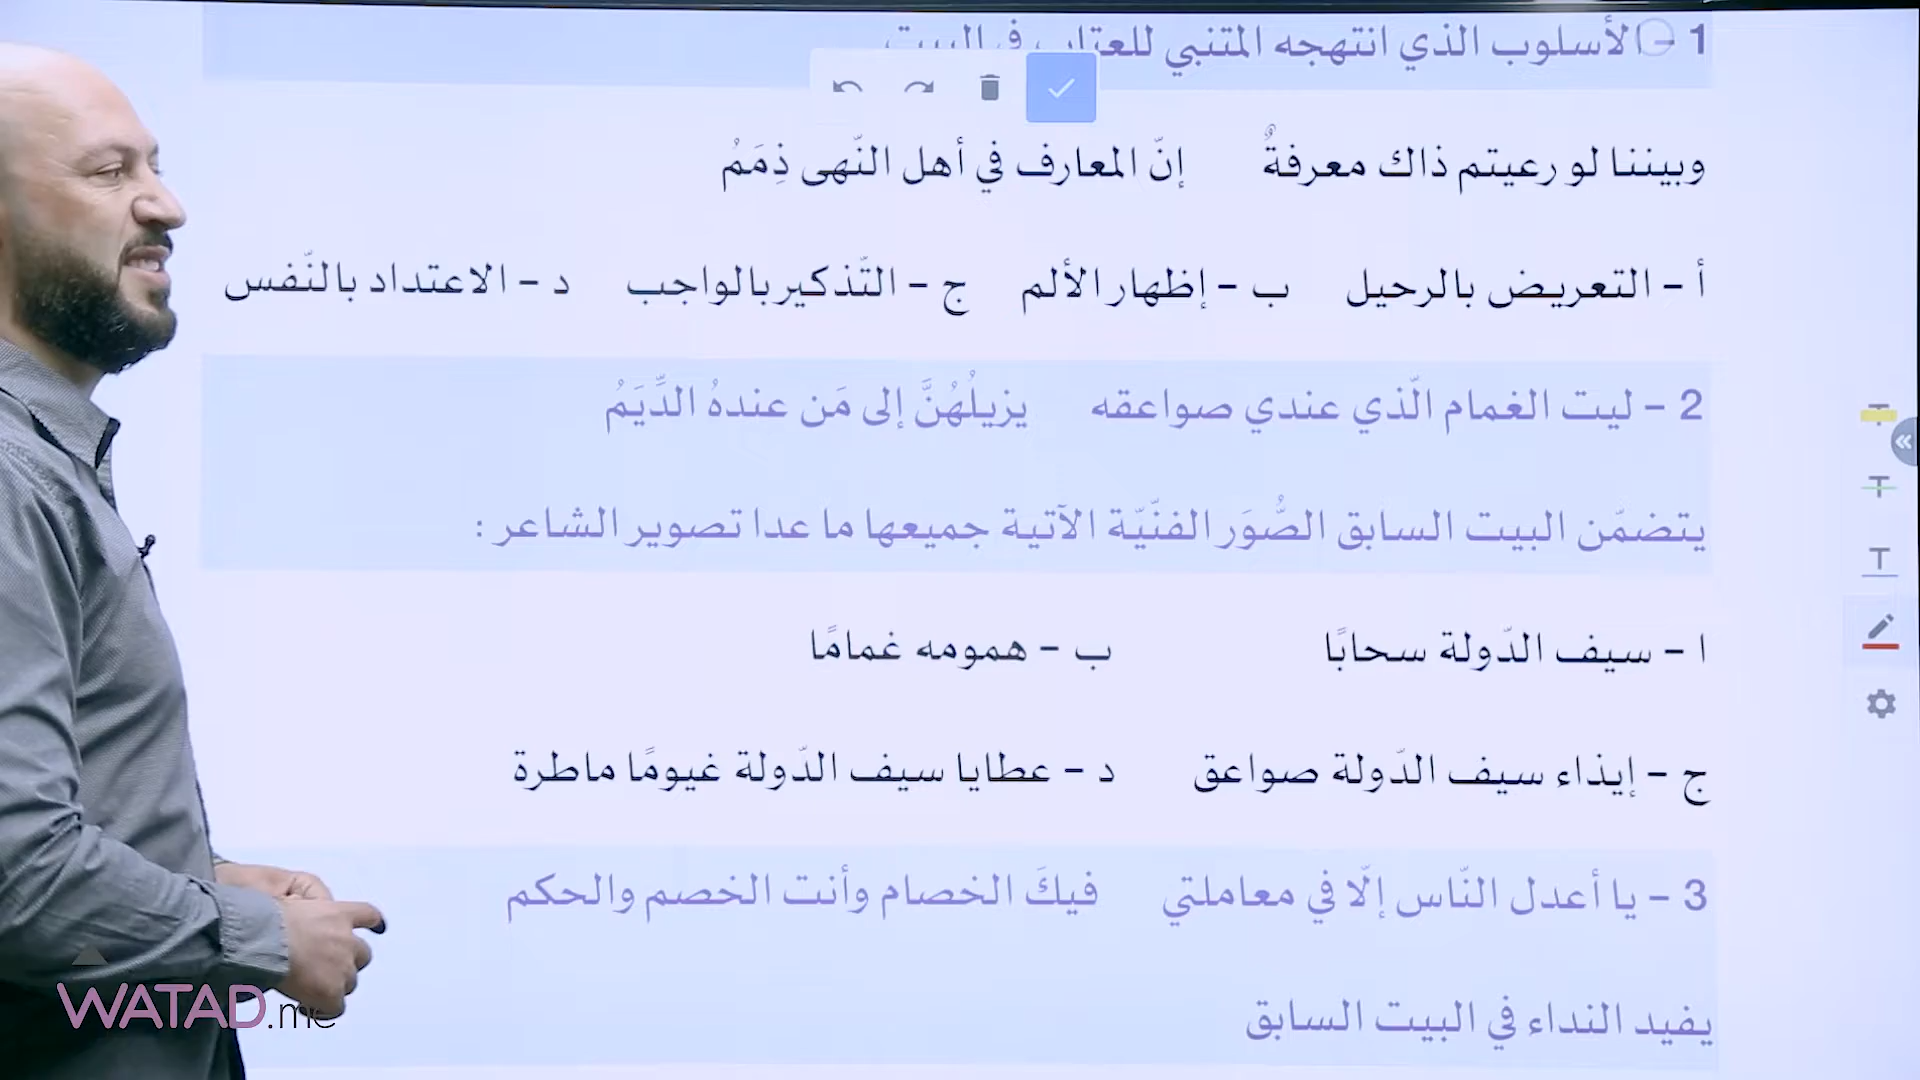 1 - الأسلوب الذي انتهجه المتنبي للعتاب في البيت
وبيننا لو رعيتم ذاك معرفةٌ إنّ المعارف في أهل النّهى ذِمَمُ
أ - التعريض بالرحيل ب - إظهار الألم ج - التّذكير بالواجب د - الاعتداد بالنّفس
2 - ليت الغمام الّذي عندي صواعقه يزيلُهُنَّ إلى مَن عندهُ الدِّيَمُ
يتضمّن البيت السابق الصُّوَر الفنّيّة الآتية جميعها ما عدا تصوير الشاعر :
ا - سيف الدّولة سحابًا ب - همومه غمامًا
ج - إيذاء سيف الدّولة صواعق د - عطايا سيف الدّولة غيومًا ماطرة
3 - يا أعدل النّاس إلّا في معاملتي فيكَ الخصام وأنت الخصم والحكم
يفيد النداء في البيت السابق
WATAD.me